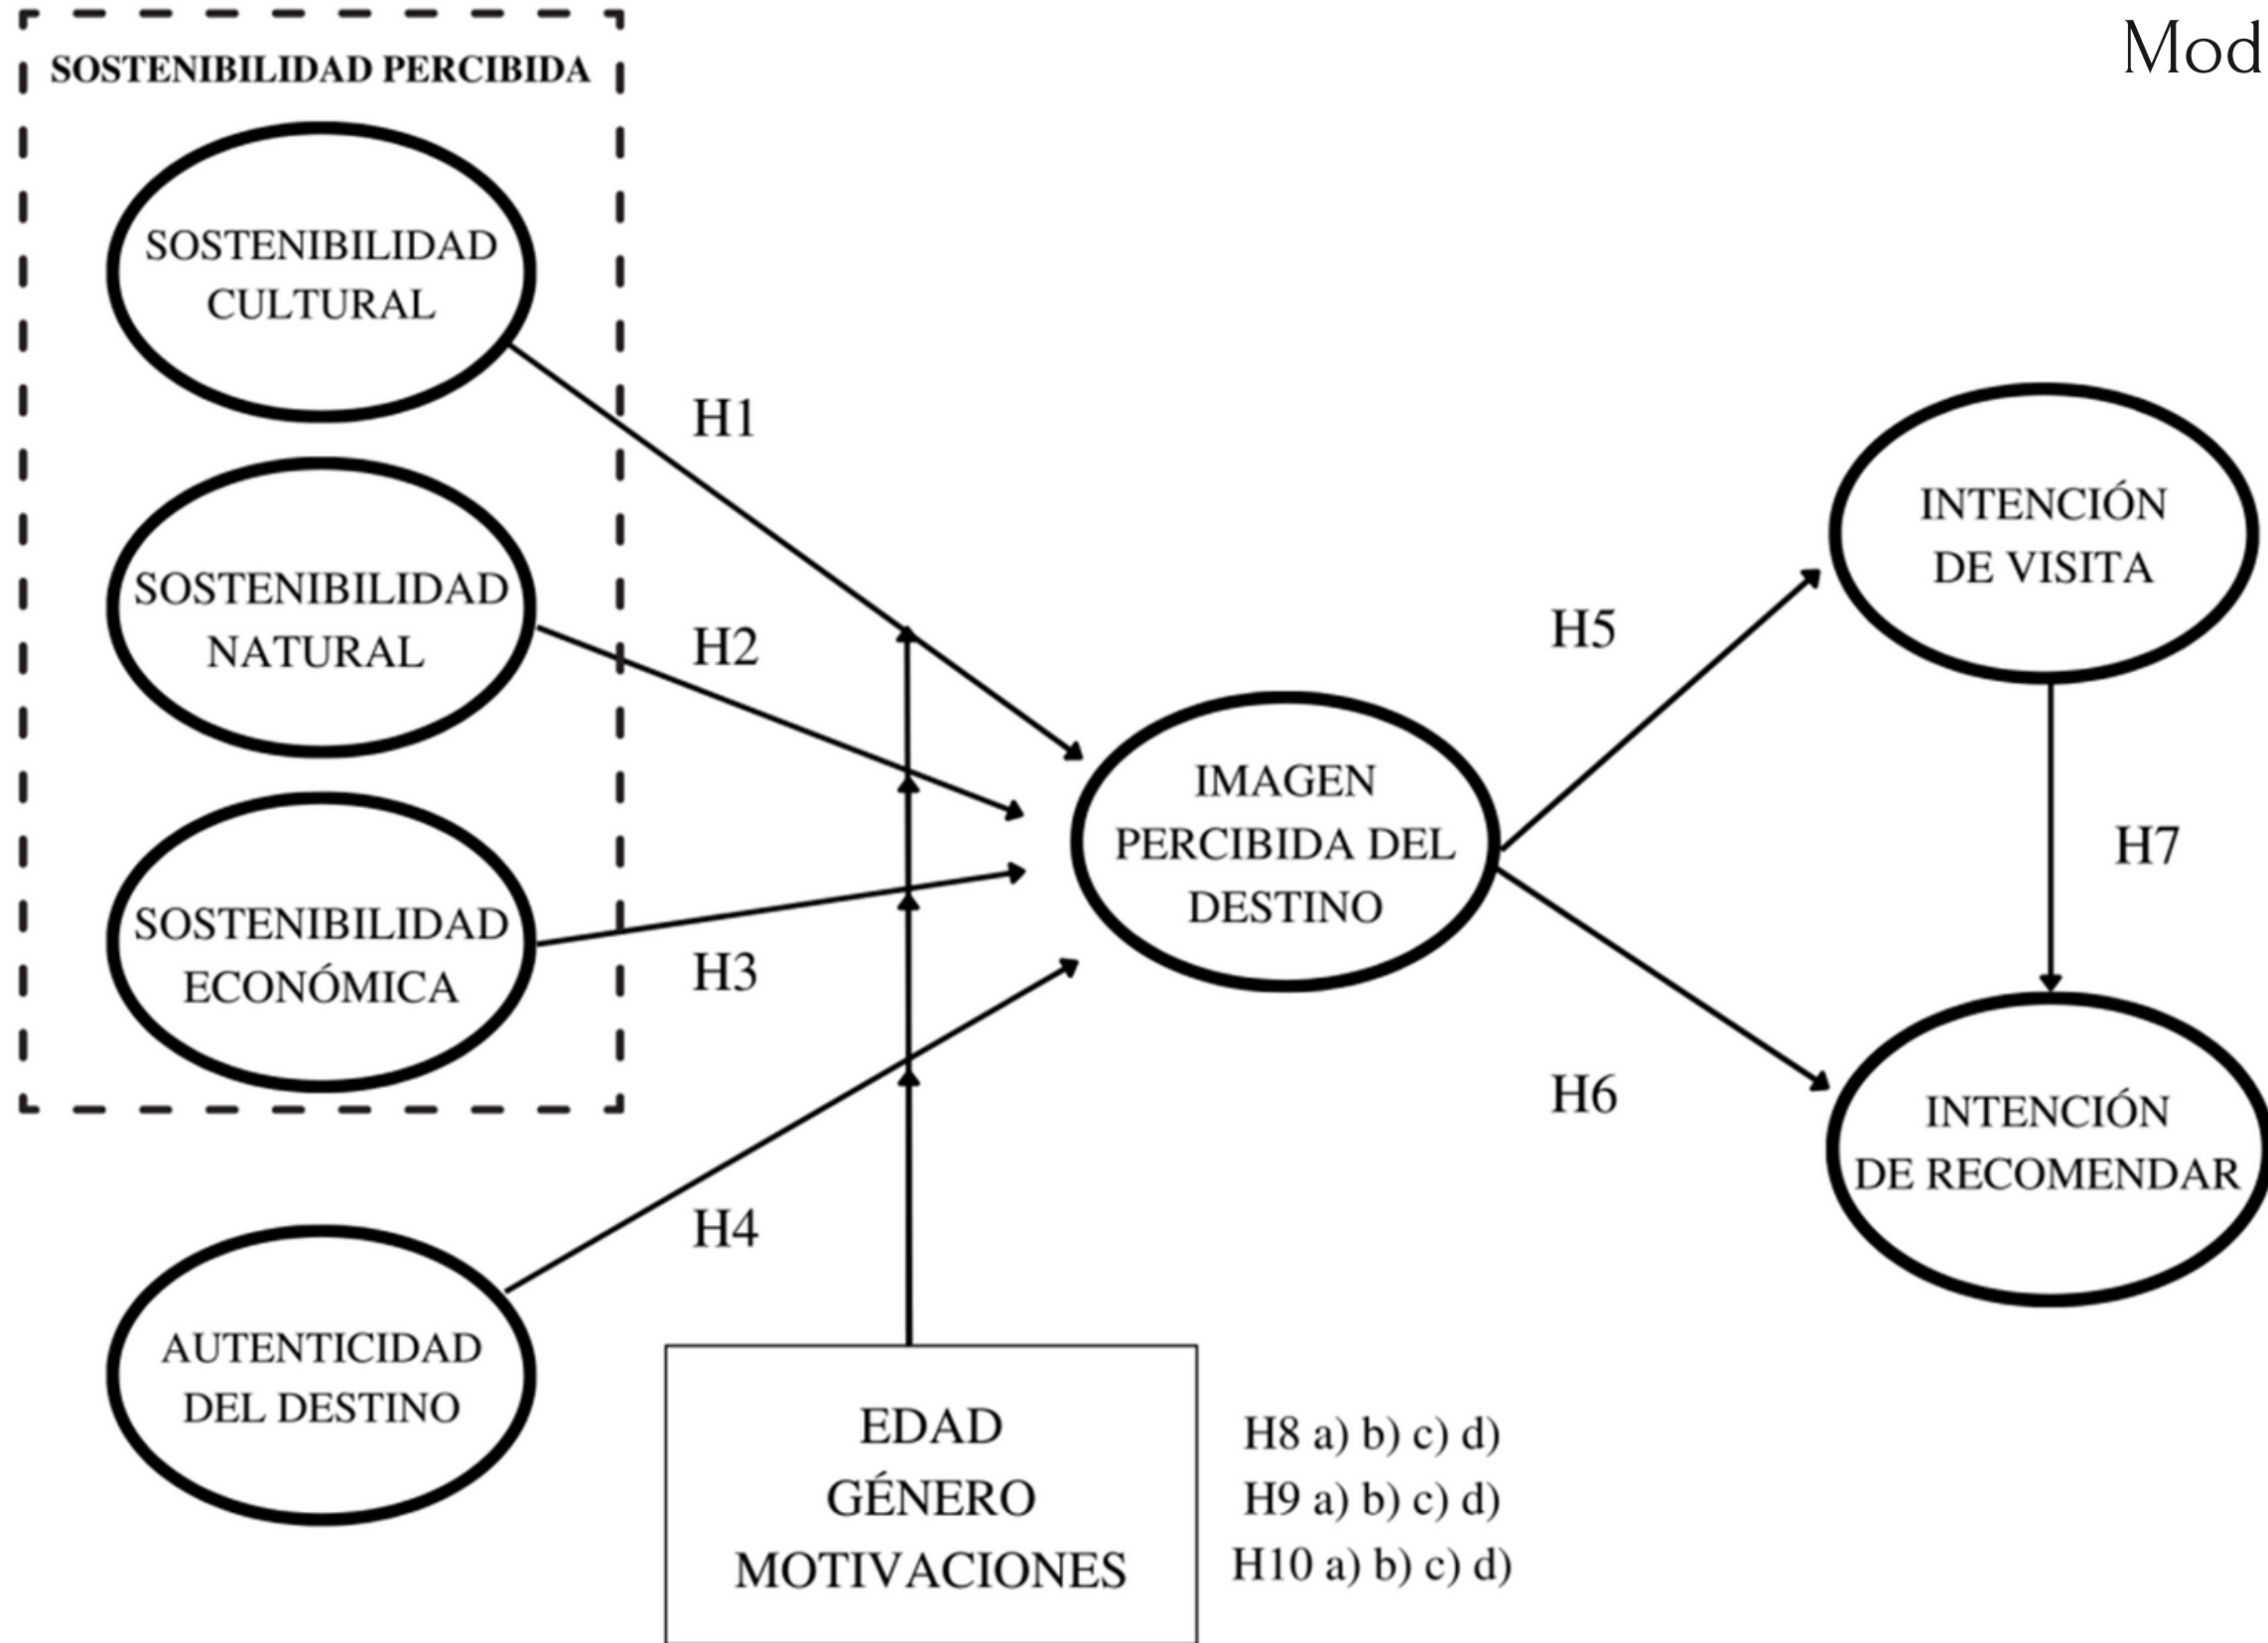 Mod
SOSTENIBILIDAD PERCIBIDA
SOSTENIBILIDAD
CULTURAL
H1
SOSTENIBILIDAD
NATURAL
H2
SOSTENIBILIDAD
ECONÓMICA
H3
AUTENTICIDAD
DEL DESTINO
H4
IMAGEN
PERCIBIDA DEL
DESTINO
H5
H6
INTENCIÓN
DE VISITA
H7
INTENCIÓN
DE RECOMENDAR
EDAD
GÉNERO
MOTIVACIONES
H8 a) b) c) d)
H9 a) b) c) d)
H10 a) b) c) d)